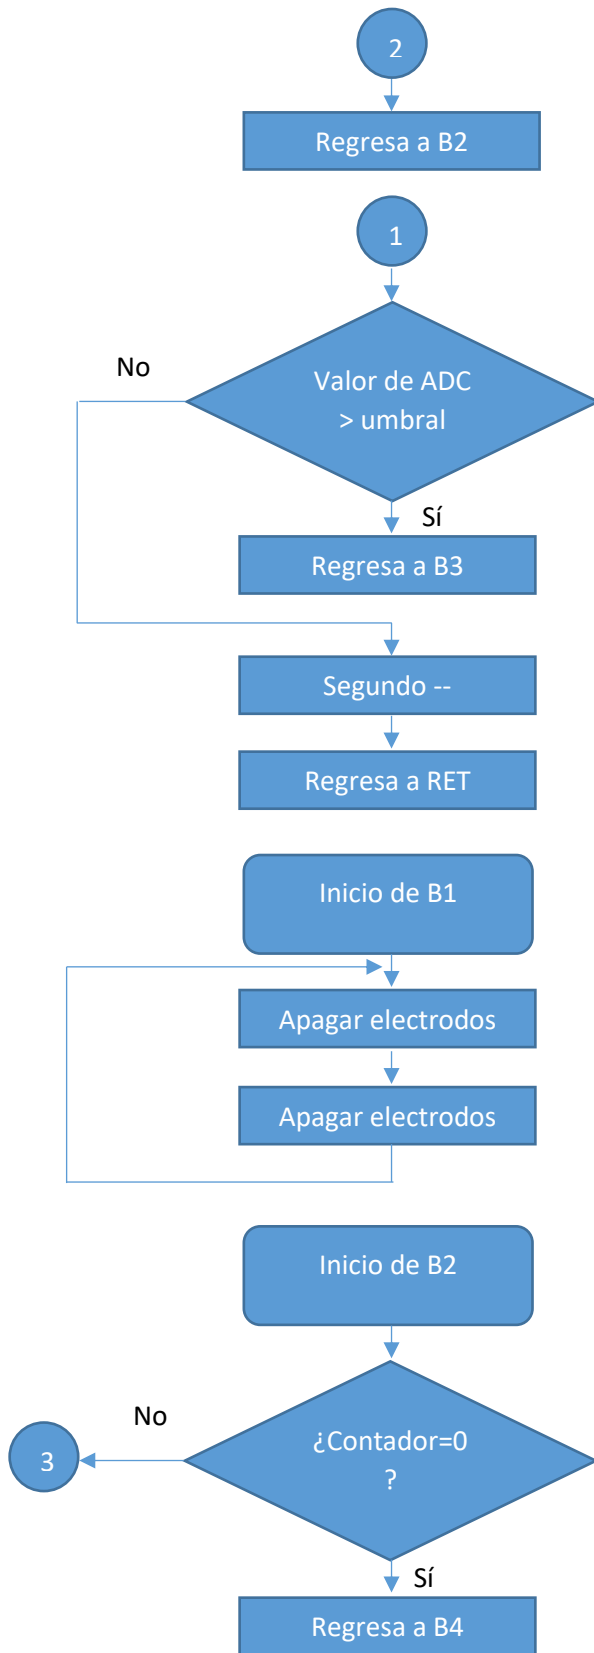 2
Regresa a B2
1
No
Valor de ADC
> umbral
Sí
Regresa a B3
Segundo --
Regresa a RET
Inicio de B1
Apagar electrodos
Apagar electrodos
Inicio de B2
No
¿Contador=0
?
3
Sí
Regresa a B4